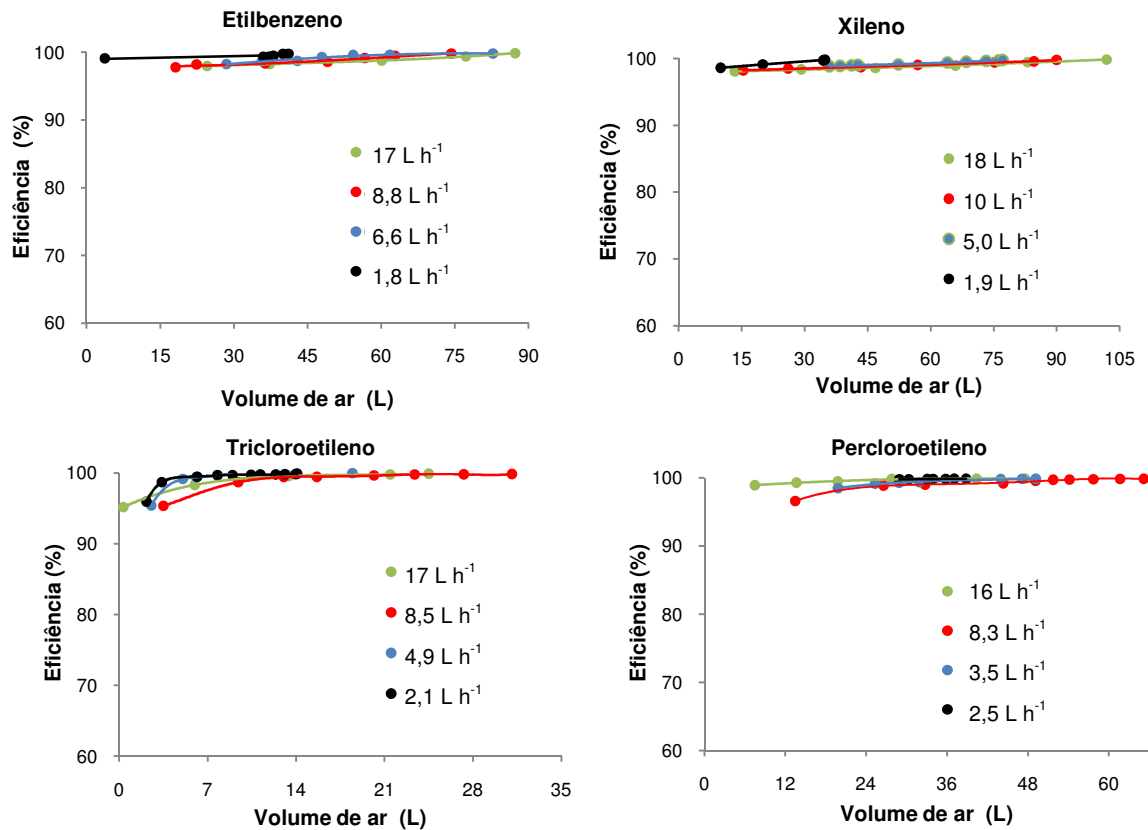 Etilbenzeno
100
90
80
70
60
Eficiência (%)
17 L h⁻¹
8,8 L h⁻¹
6,6 L h⁻¹
1,8 L h⁻¹
0 15 30 45 60 75 90
Volume de ar (L)
Xileno
100
90
80
70
60
Eficiência (%)
18 L h⁻¹
10 L h⁻¹
5,0 L h⁻¹
1,9 L h⁻¹
0 15 30 45 60 75 90 105
Volume de ar (L)
Tricloroetileno
100
90
80
70
60
Eficiência (%)
17 L h⁻¹
8,5 L h⁻¹
4,9 L h⁻¹
2,1 L h⁻¹
0 7 14 21 28 35
Volume de ar (L)
Percloroetileno
100
90
80
70
60
Eficiência (%)
16 L h⁻¹
8,3 L h⁻¹
3,5 L h⁻¹
2,5 L h⁻¹
0 12 24 36 48 60
Volume de ar (L)